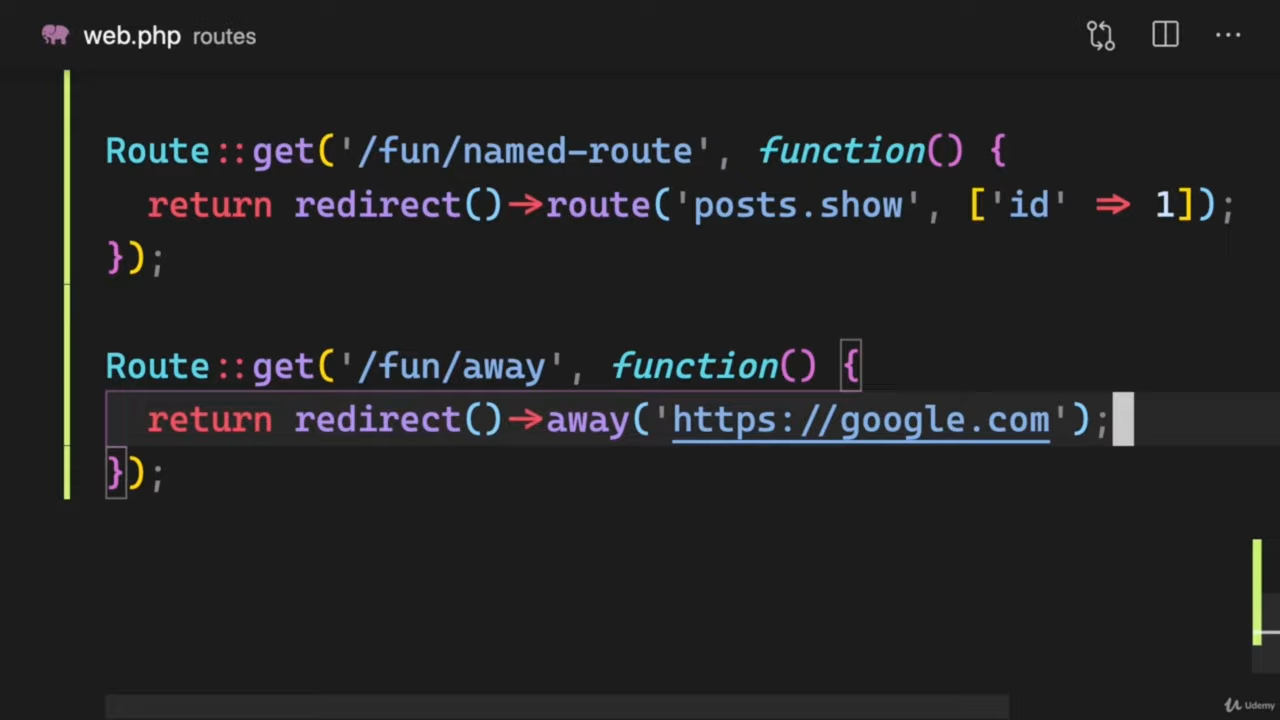 web.php routes
Route::get('/fun/named-route', function() {
  return redirect()->route('posts.show', ['id' => 1]);
});
Route::get('/fun/away', function() {
  return redirect()->away('https://google.com');
});
Udemy